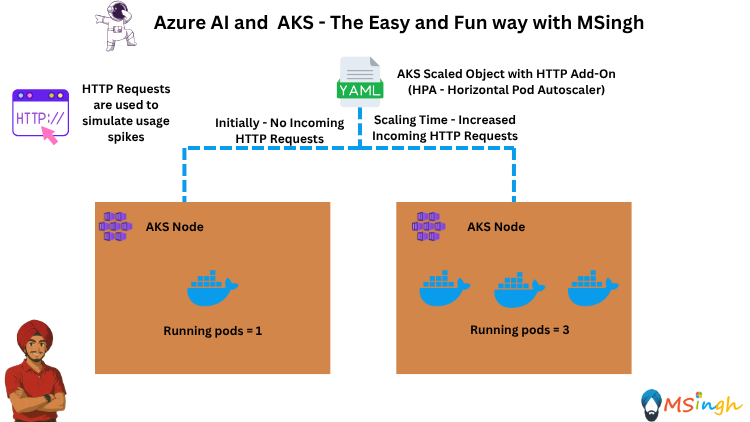 Azure AI and AKS - The Easy and Fun way with MSingh
HTTP://
HTTP Requests
are used to
simulate usage
spikes
YAML
AKS Scaled Object with HTTP Add-On
(HPA - Horizontal Pod Autoscaler)
Initially - No Incoming
HTTP Requests
Scaling Time - Increased
Incoming HTTP Requests
AKS Node
Running pods = 1
AKS Node
Running pods = 3
MSingh